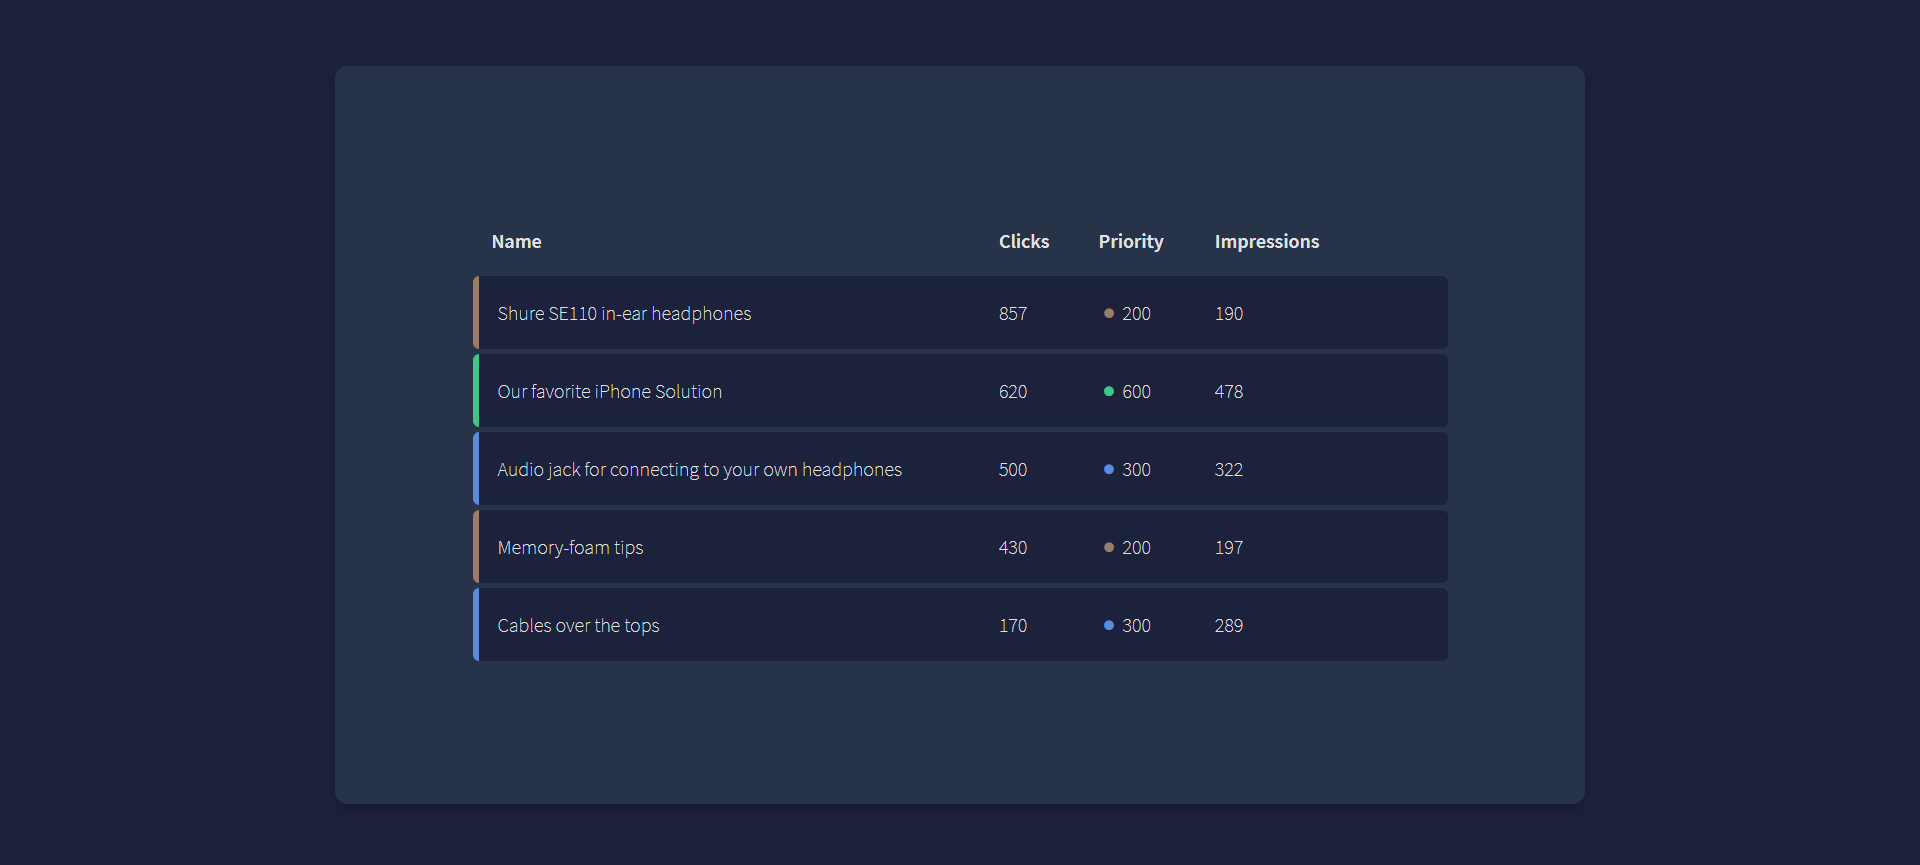 Name Clicks Priority Impressions
Shure SE110 in-ear headphones 857 200 190
Our favorite iPhone Solution 620 600 478
Audio jack for connecting to your own headphones 500 300 322
Memory-foam tips 430 200 197
Cables over the tops 170 300 289